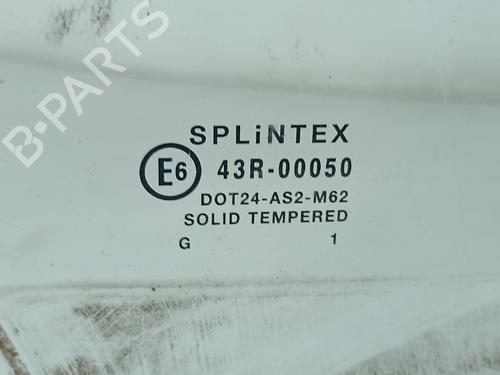 B-PARTS
SPLiNTEX
E6 43R-00050
DOT24-AS2-M62
SOLID TEMPERED
G 1